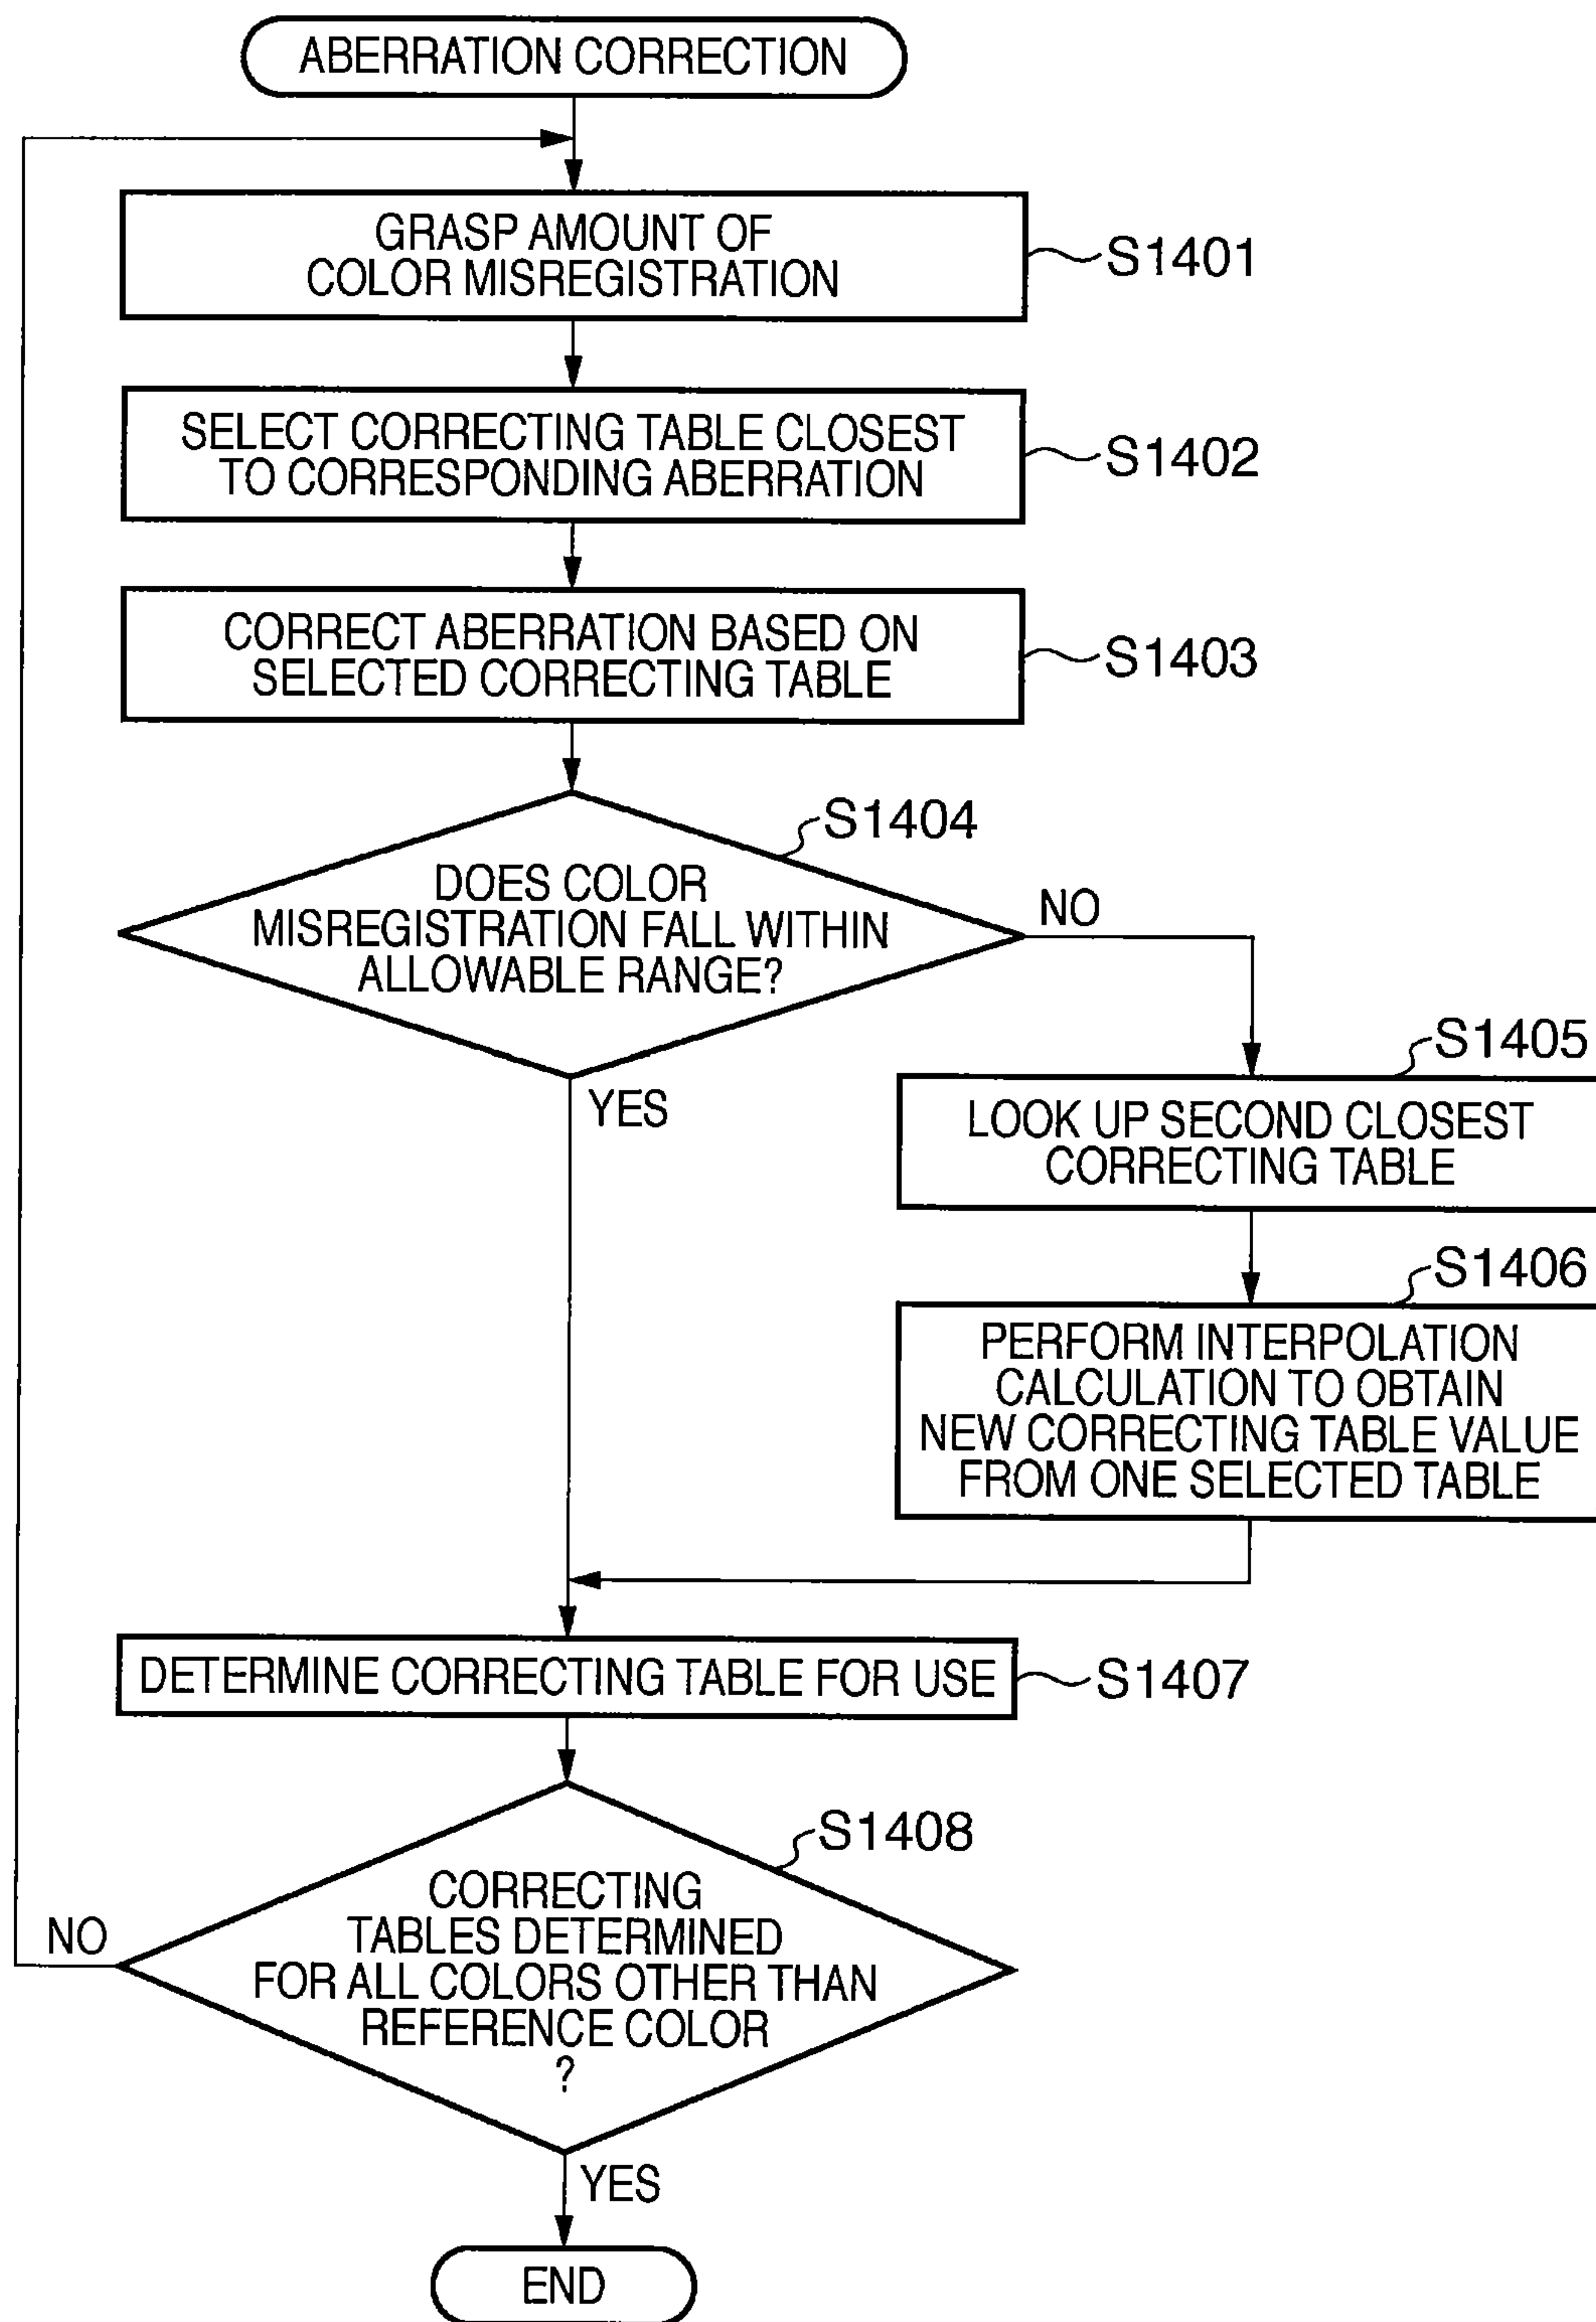 ABERRATION CORRECTION
GRASP AMOUNT OF
COLOR MISREGISTRATION
S1401
SELECT CORRECTING TABLE CLOSEST
TO CORRESPONDING ABERRATION
S1402
CORRECT ABERRATION BASED ON
SELECTED CORRECTING TABLE
S1403
S1404
DOES COLOR
MISREGISTRATION FALL WITHIN
ALLOWABLE RANGE?
NO
YES
S1405
LOOK UP SECOND CLOSEST
CORRECTING TABLE
S1406
PERFORM INTERPOLATION
CALCULATION TO OBTAIN
NEW CORRECTING TABLE VALUE
FROM ONE SELECTED TABLE
DETERMINE CORRECTING TABLE FOR USE
S1407
S1408
CORRECTING
TABLES DETERMINED
FOR ALL COLORS OTHER THAN
REFERENCE COLOR
?
NO
YES
END